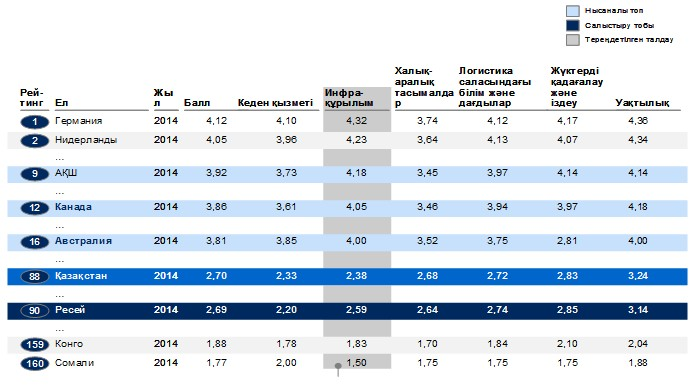 Нысаналы топ
Салыстыру тобы
Тереңдетілген талдау
Рей-
тинг Ел Жы
л Балл Кеден қызметі Инфра-
құрылым Халық-
аралық
тасымалда
р Логистика
саласындағы
білім және
дағдылар Жүктерді
қадағалау
және
іздеу Уақтылық
1 Германия 2014 4,12 4,10 4,32 3,74 4,12 4,17 4,36
2 Нидерланды 2014 4,05 3,96 4,23 3,64 4,13 4,07 4,34
...
9 АҚШ 2014 3,92 3,73 4,18 3,45 3,97 4,14 4,14
...
12 Канада 2014 3,86 3,61 4,05 3,46 3,94 3,97 4,18
...
16 Австралия 2014 3,81 3,85 4,00 3,52 3,75 2,81 4,00
...
88 Қазақстан 2014 2,70 2,33 2,38 2,68 2,72 2,83 3,24
...
90 Ресей 2014 2,69 2,20 2,59 2,64 2,74 2,85 3,14
...
159 Конго 2014 1,88 1,78 1,83 1,70 1,84 2,10 2,04
160 Сомали 2014 1,77 2,00 1,50 1,75 1,75 1,75 1,88